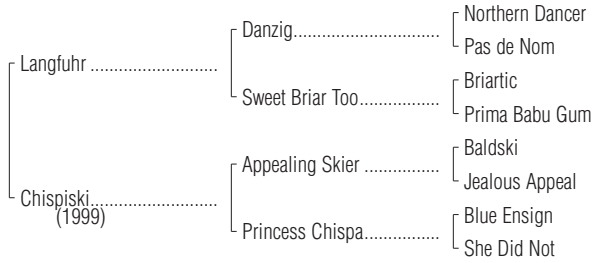 Northern Dancer
Danzig................................
Pas de Nom
Langfuhr ...........................
Briartic
Sweet Briar Too.................
Prima Babu Gum
Baldski
Appealing Skier ................
Jealous Appeal
Chispiski...........................
(1999)
Blue Ensign
Princess Chispa................
She Did Not